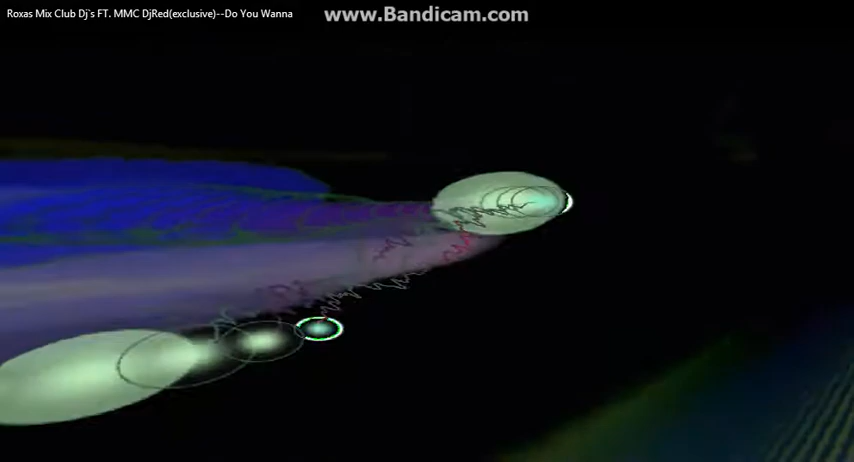 Roxas Mix Club Dj`s FT. MMC DjRed(exclusive)--Do You Wanna
www.Bandicam.com